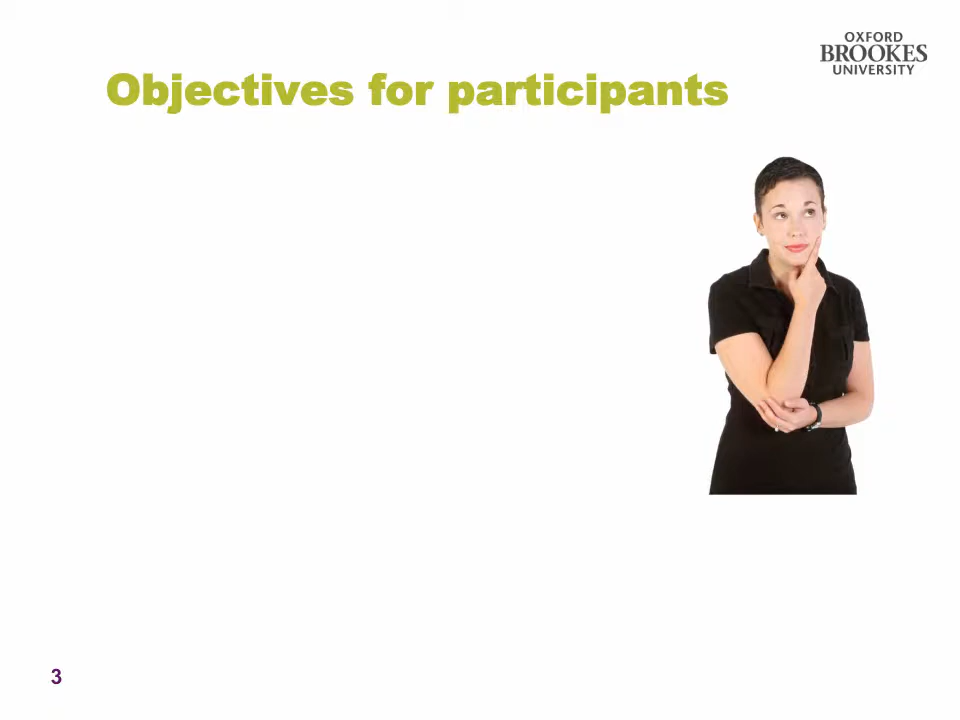 OXFORD
BROOKES
UNIVERSITY
Objectives for participants
3